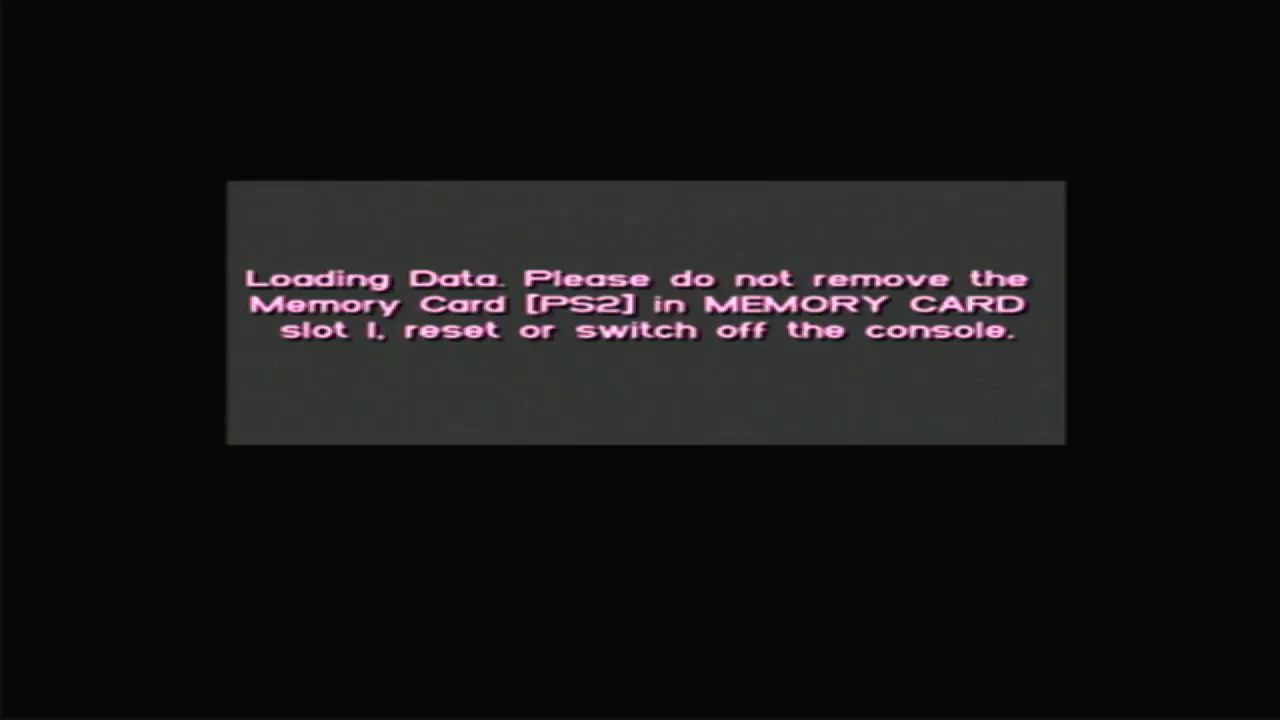 Loading Data. Please do not remove the
Memory Card [PS2] in MEMORY CARD
slot 1, reset or switch off the console.